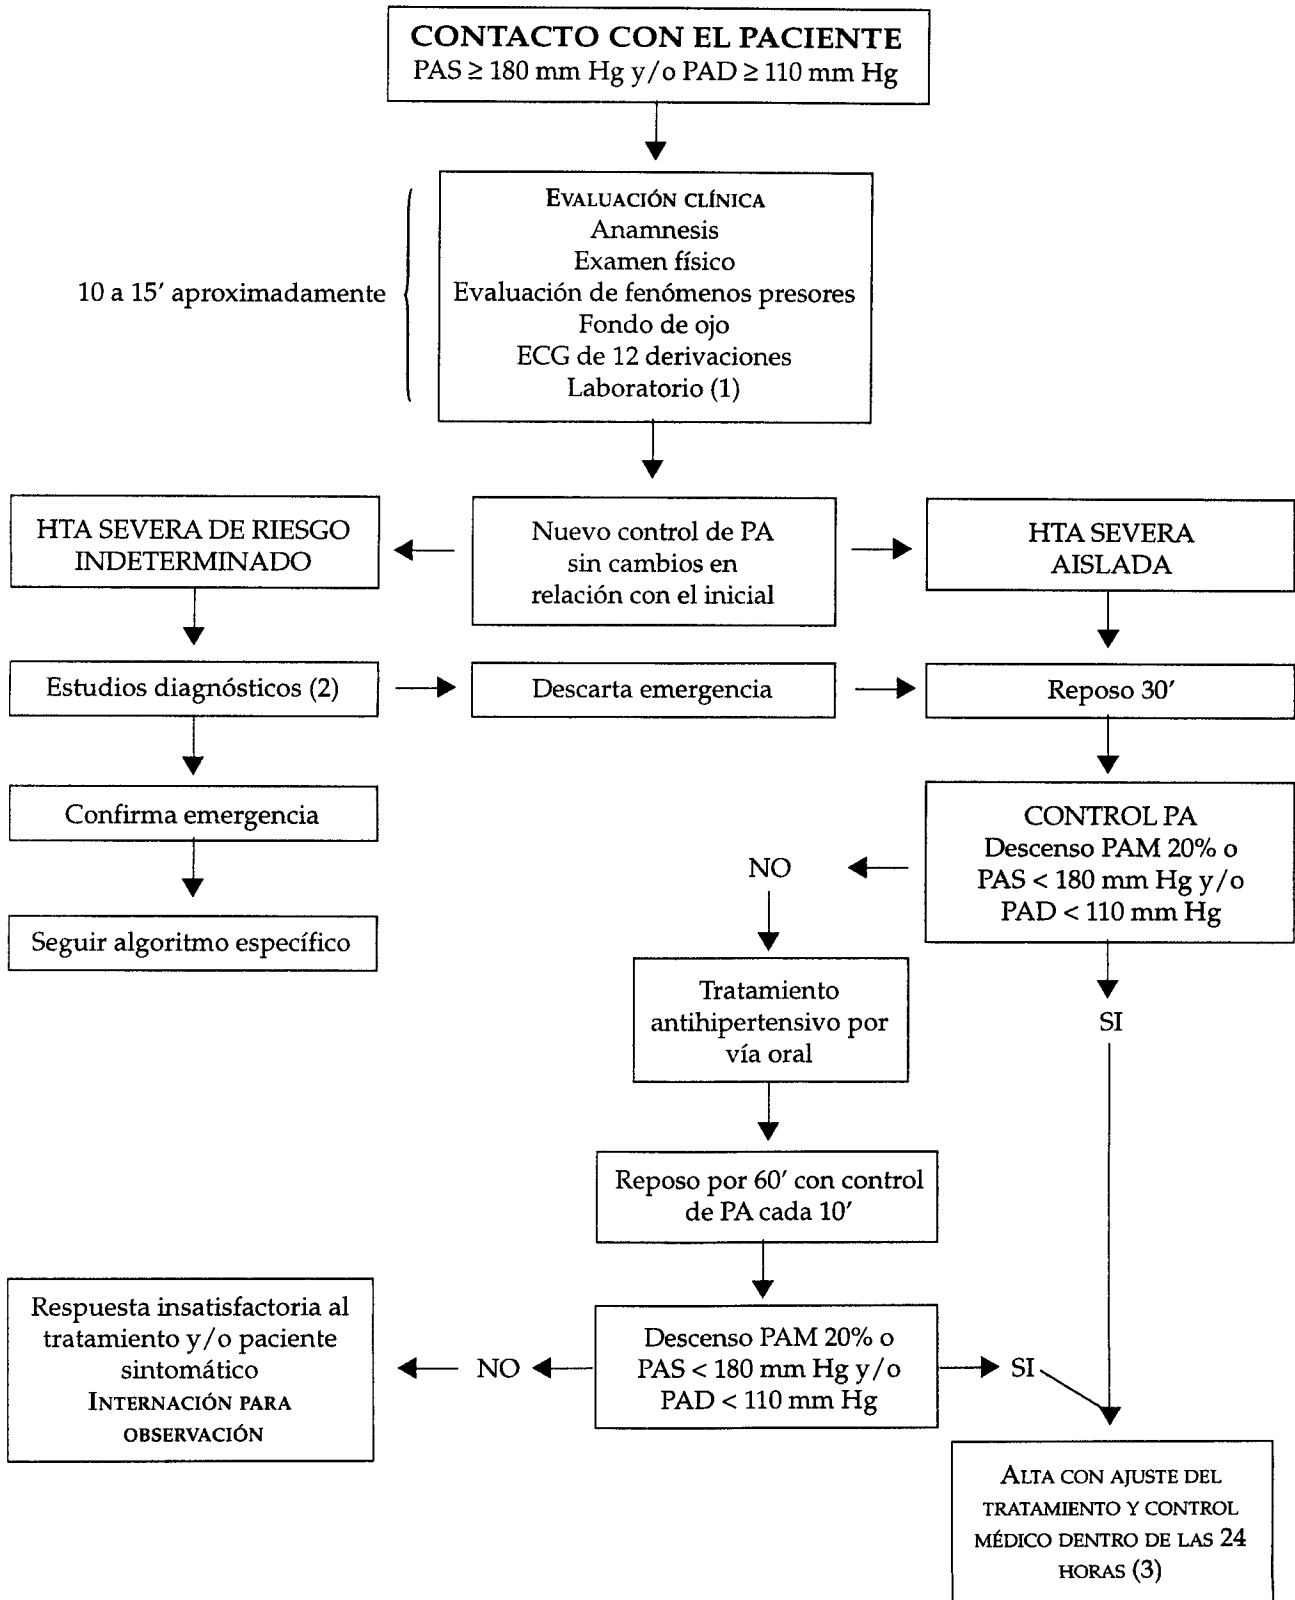 CONTACTO CON EL PACIENTE
PAS ≥ 180 mm Hg y/o PAD ≥ 110 mm Hg
10 a 15′ aproximadamente
EVALUACIÓN CLÍNICA
Anamnesis
Examen físico
Evaluación de fenómenos presores
Fondo de ojo
ECG de 12 derivaciones
Laboratorio (1)
HTA SEVERA DE RIESGO
INDETERMINADO
Nuevo control de PA
sin cambios en
relación con el inicial
HTA SEVERA
AISLADA
Estudios diagnósticos (2)
Descarta emergencia
Reposo 30′
Confirma emergencia
CONTROL PA
Descenso PAM 20% o
PAS < 180 mm Hg y/o
PAD < 110 mm Hg
NO
Seguir algoritmo específico
Tratamiento
antihipertensivo por
vía oral
SI
Reposo por 60′ con control
de PA cada 10′
Respuesta insatisfactoria al
tratamiento y/o paciente
sintomático
INTERNACIÓN PARA
OBSERVACIÓN
NO
Descenso PAM 20% o
PAS < 180 mm Hg y/o
PAD < 110 mm Hg
SI
ALTA CON AJUSTE DEL
TRATAMIENTO Y CONTROL
MÉDICO DENTRO DE LAS 24
HORAS (3)